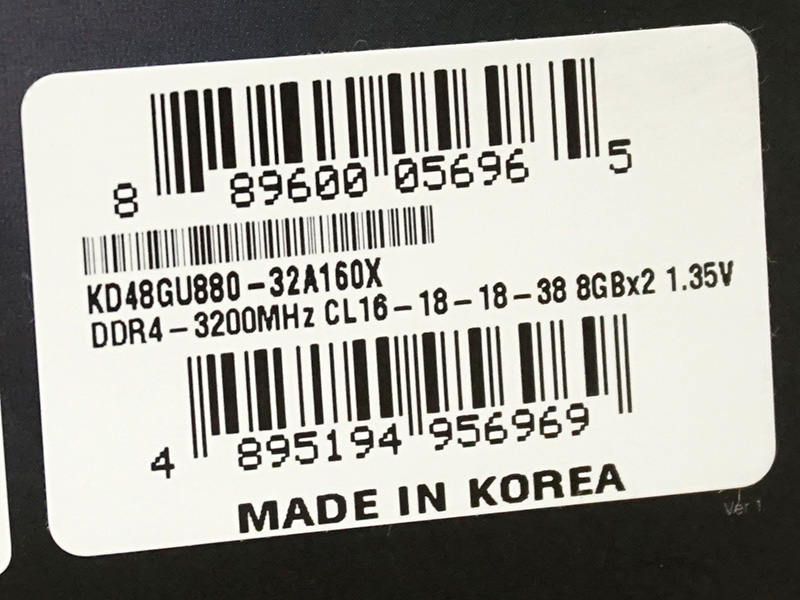 8 89600 05696 5
KD48GU880-32A160X
DDR4-3200MHz CL16-18-18-38 8GBx2 1.35V
4 895194 956969
MADE IN KOREA
Ver 1